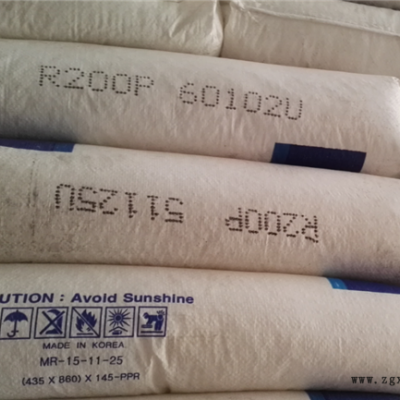 R200P 60102U
R200P 51125U
UTION : Avoid Sunshine
MADE IN KOREA
MR-15-11-25
(435 X 860) X 145-PPR
www.zgx